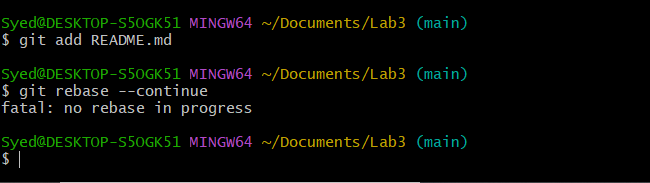 Syed@DESKTOP-S5OGK51 MINGW64 ~/Documents/Lab3 (main)
$ git add README.md
Syed@DESKTOP-S5OGK51 MINGW64 ~/Documents/Lab3 (main)
$ git rebase --continue
fatal: no rebase in progress
Syed@DESKTOP-S5OGK51 MINGW64 ~/Documents/Lab3 (main)
$